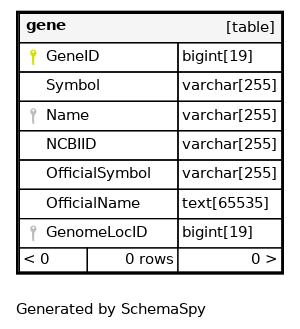 gene [table]
GeneID bigint[19]
Symbol varchar[255]
Name varchar[255]
NCBIID varchar[255]
OfficialSymbol varchar[255]
OfficialName text[65535]
GenomeLocID bigint[19]
< 0 0 rows 0 >
Generated by SchemaSpy